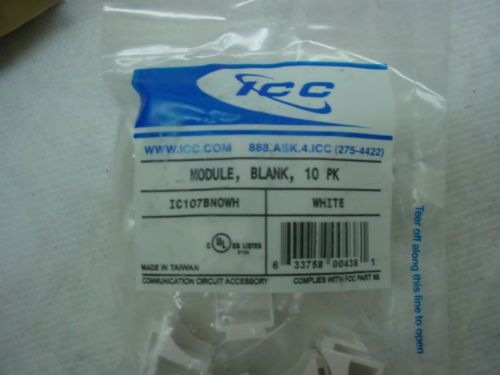 ICC
WWW.ICC.COM 888.ASK.4.ICC (275-4422)
MODULE, BLANK, 10 PK
IC107BN0WH WHITE
C UL US LISTED
6 33758 00438 1
MADE IN TAIWAN
COMMUNICATION CIRCUIT ACCESSORY COMPLIES WITH FCC PART 68
Tear off along this line to open